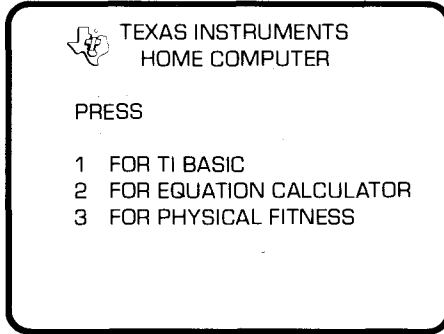 TEXAS INSTRUMENTS
HOME COMPUTER
PRESS
1 FOR TI BASIC
2 FOR EQUATION CALCULATOR
3 FOR PHYSICAL FITNESS